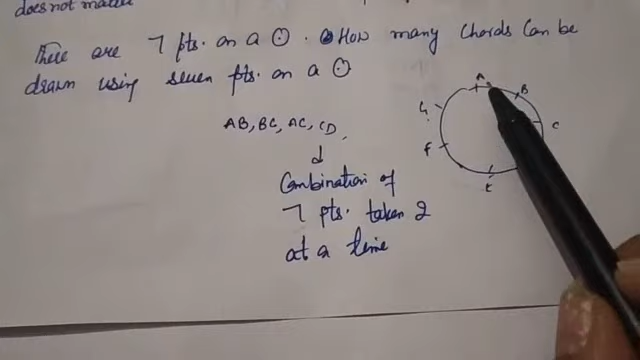 does not matter
There are 7 pts. on a ⊙. How many Chords can be
drawn using seven pts. on a ⊙
AB, BC, AC, CD,
Combination of
7 pts. taken 2
at a time
A
B
C
E
F
G